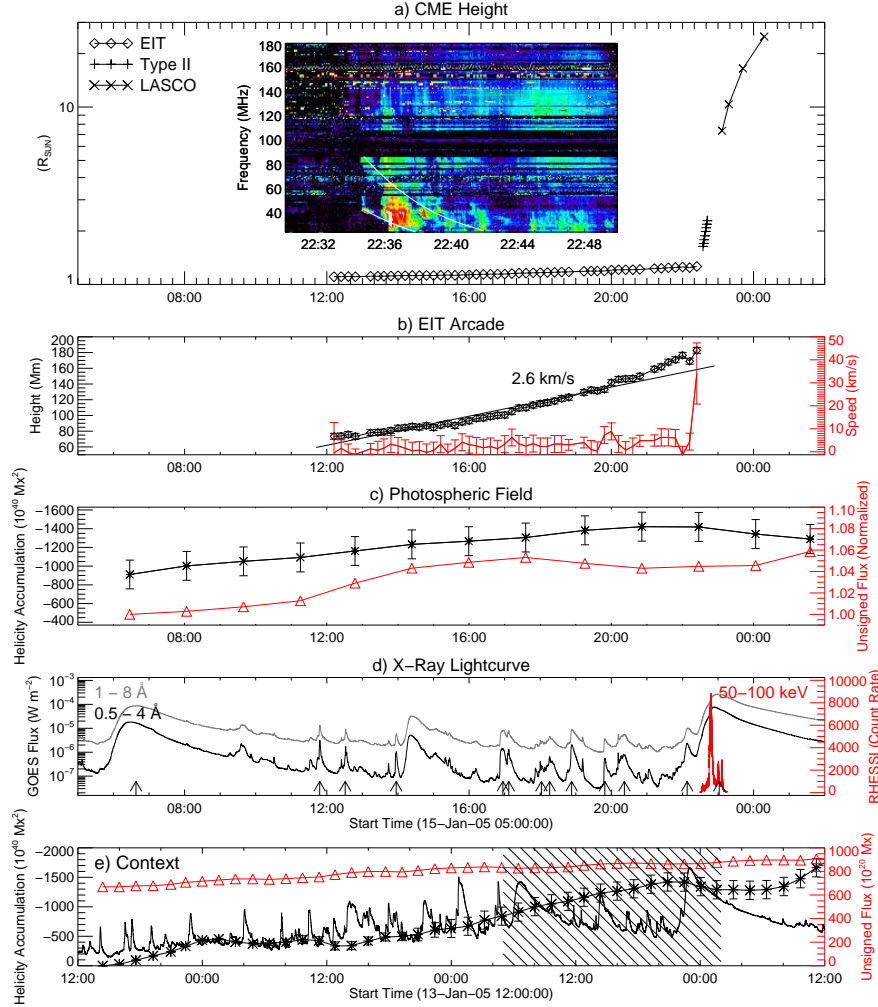 a) CME Height
EIT
Type II
LASCO
10
1
(R_SUN)
Frequency (MHz)
180
160
140
120
100
80
60
40
22:32 22:36 22:40 22:44 22:48
08:00 12:00 16:00 20:00 00:00
b) EIT Arcade
Height (Mm)
200
180
160
140
120
100
80
60
2.6 km/s
50
40
30
20
10
0
Speed (km/s)
08:00 12:00 16:00 20:00 00:00
c) Photospheric Field
Helicity Accumulation (10^40 Mx^2)
-1600
-1400
-1200
-1000
-800
-600
-400
1.10
1.08
1.06
1.04
1.02
1.00
Unsigned Flux (Normalized)
08:00 12:00 16:00 20:00 00:00
d) X-Ray Lightcurve
GOES Flux (W m^-2)
10^-3
10^-4
10^-5
10^-6
10^-7
1 - 8 Å
0.5 - 4 Å
50-100 keV
10000
8000
6000
4000
2000
0
RHESSI (Count Rate)
08:00 12:00 16:00 20:00 00:00
Start Time (15-Jan-05 05:00:00)
e) Context
Helicity Accumulation (10^40 Mx^2)
-2000
-1500
-1000
-500
0
1000
800
600
400
200
0
Unsigned Flux (10^20 Mx)
12:00 00:00 12:00 00:00 12:00 00:00 12:00
Start Time (13-Jan-05 12:00:00)